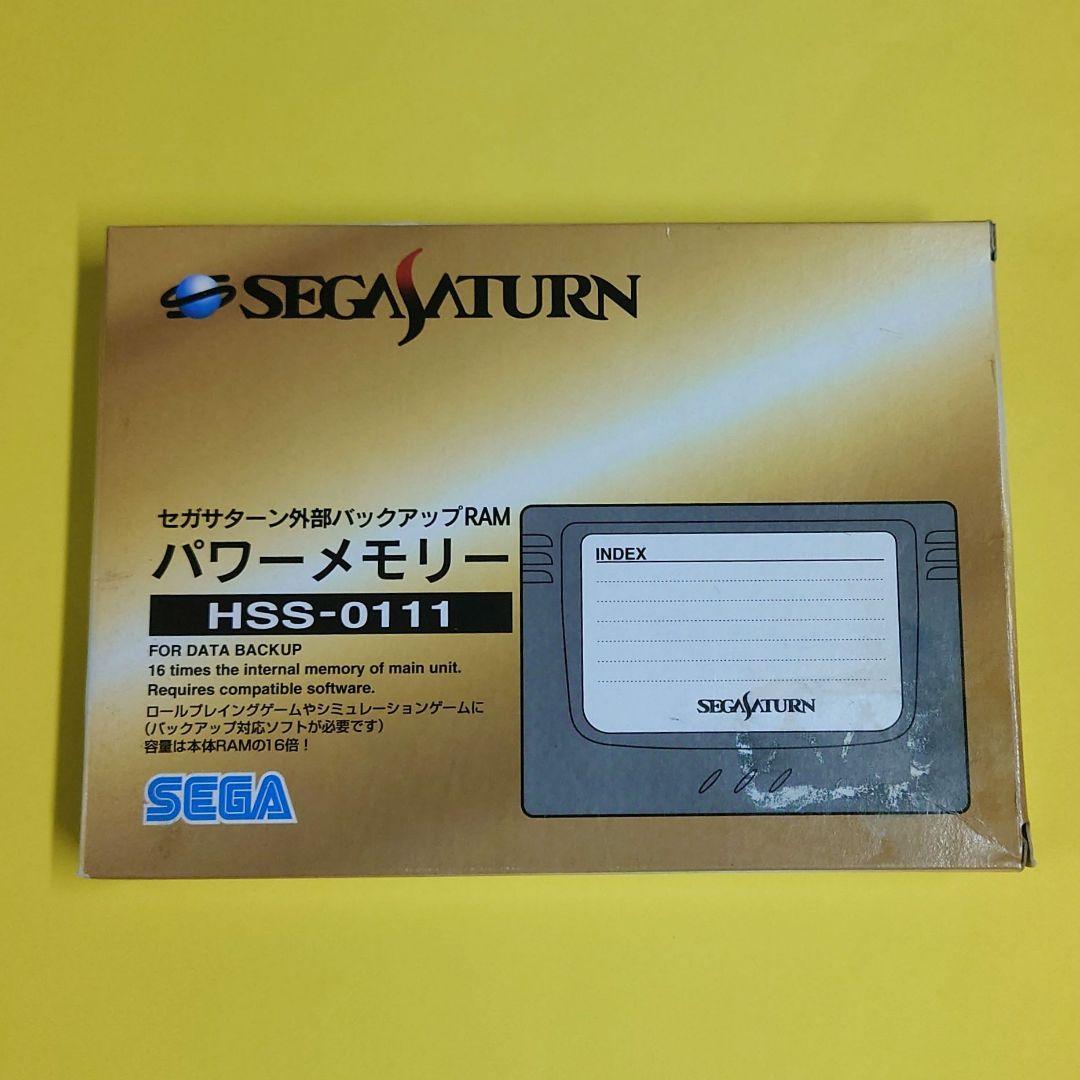 SEGASATURN
セガサターン外部バックアップRAM
パワーメモリー
HSS-0111
FOR DATA BACKUP
16 times the internal memory of main unit.
Requires compatible software.
ロールプレイングゲームやシミュレーションゲームに
(バックアップ対応ソフトが必要です)
容量は本体RAMの16倍!
SEGA
INDEX
SEGASATURN